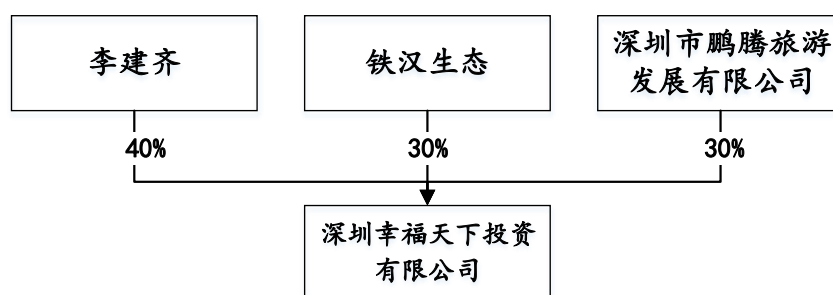 李建齐
铁汉生态
深圳市鹏腾旅游
发展有限公司
40%
30%
30%
深圳幸福天下投资
有限公司